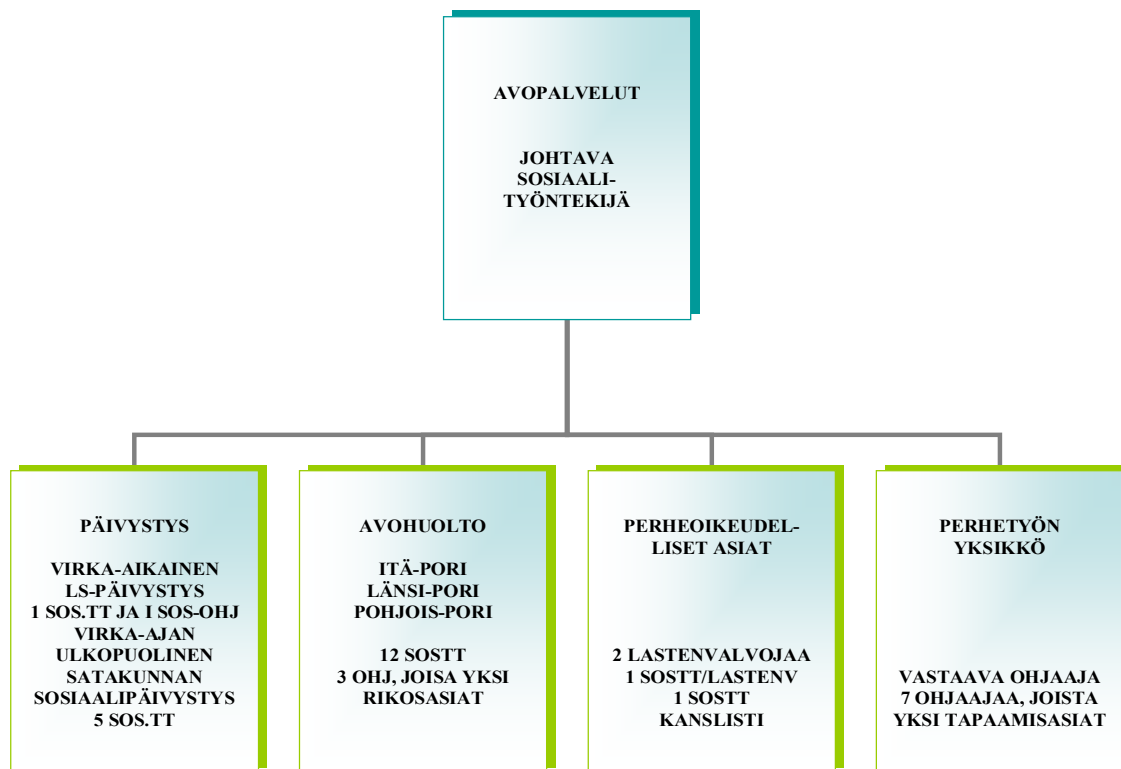 AVOPALVELUT
JOHTAVA
SOSIAALI-
TYÖNTEKIJÄ
PÄIVYSTYS
VIRKA-AIKAINEN
LS-PÄIVYSTYS
1 SOS.TT JA I SOS-OHJ
VIRKA-AJAN
ULKOPUOLINEN
SATAKUNNAN
SOSIAALIPÄIVYSTYS
5 SOS.TT
AVOHUOLTO
ITÄ-PORI
LÄNSI-PORI
POHJOIS-PORI
12 SOSTT
3 OHJ, JOISA YKSI
RIKOSASIAT
PERHEOIKEUDEL-
LISET ASIAT
2 LASTENVALVOJAA
1 SOSTT/LASTENV
1 SOSTT
KANSLISTI
PERHETYÖN
YKSIKKÖ
VASTAAVA OHJAAJA
7 OHJAAJAA, JOISTA
YKSI TAPAAMISASIAT